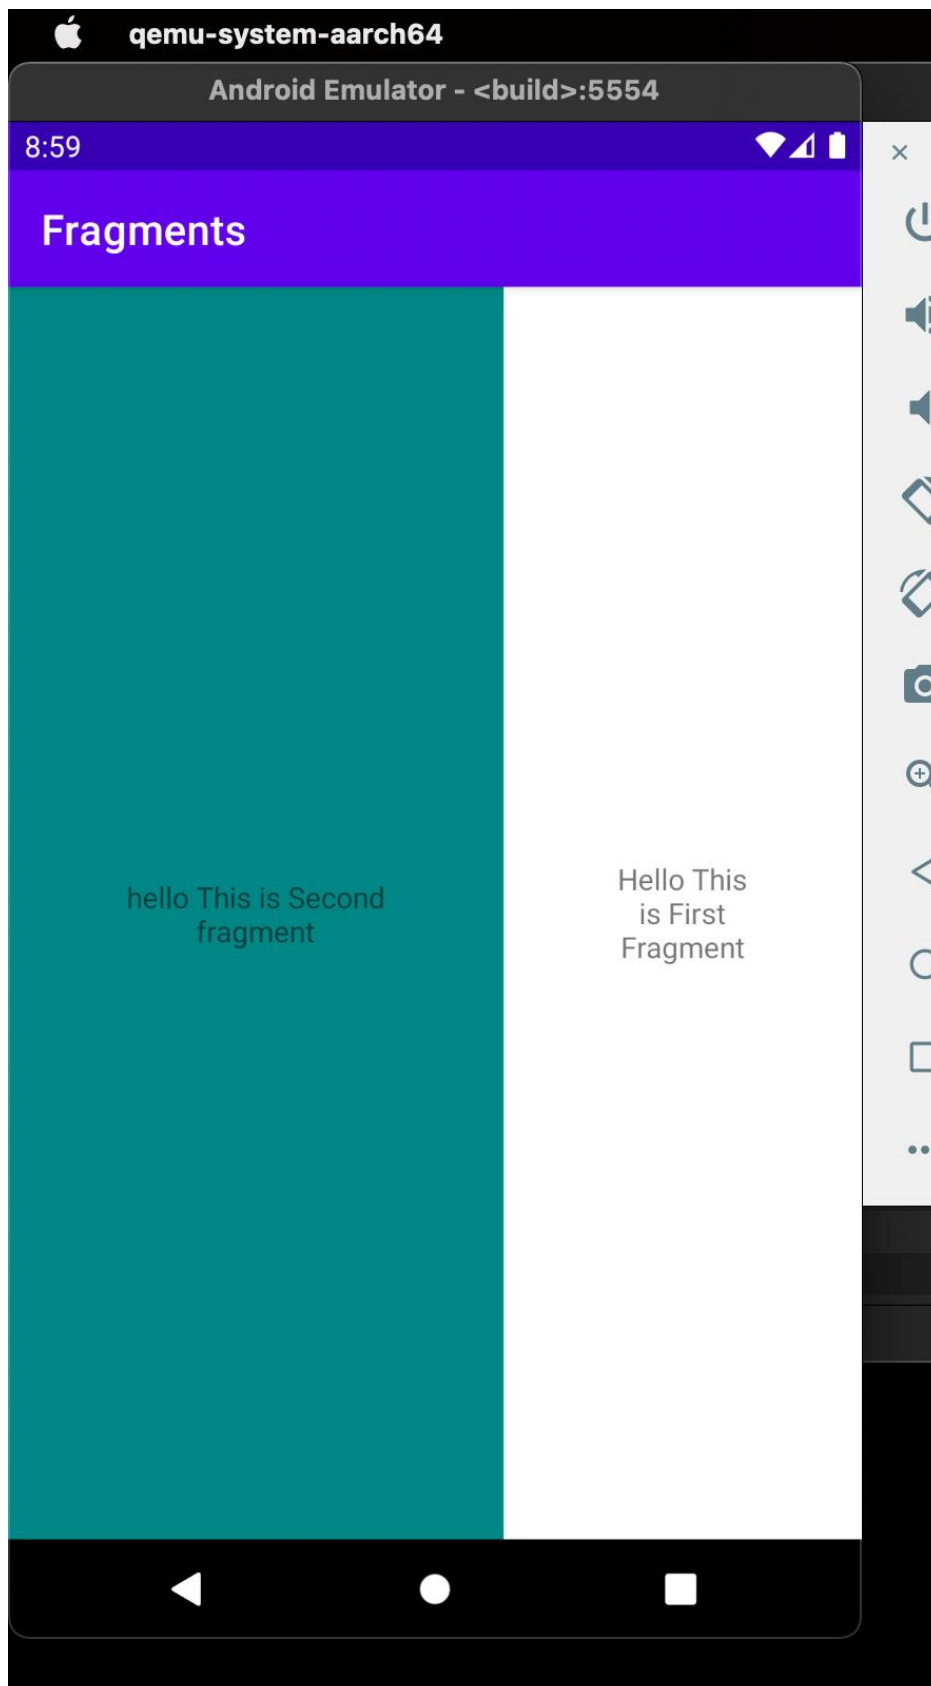 qemu-system-aarch64
Android Emulator - <build>:5554
8:59
Fragments
hello This is Second
fragment
Hello This
is First
Fragment